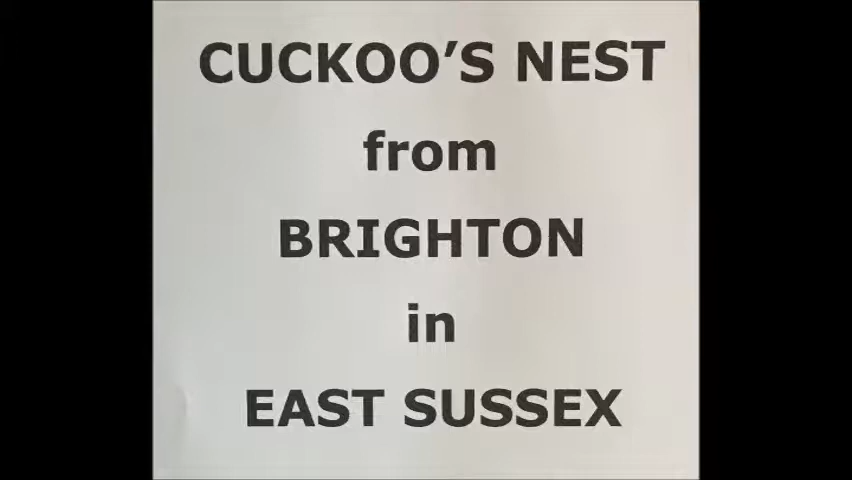 CUCKOO’S NEST
from
BRIGHTON
in
EAST SUSSEX